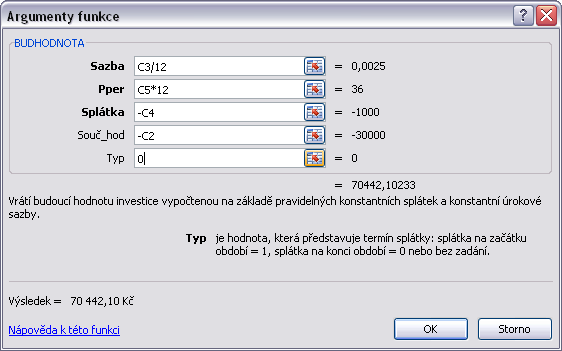 Argumenty funkce
BUDHODNOTA
Sazba C3/12 = 0,0025
Pper C5*12 = 36
Splátka -C4 = -1000
Souč_hod -C2 = -30000
Typ 0 = 0
= 70442,10233
Vrátí budoucí hodnotu investice vypočtenou na základě pravidelných konstantních splátek a konstantní úrokové
sazby.
Typ je hodnota, která představuje termín splátky: splátka na začátku
období = 1, splátka na konci období = 0 nebo bez zadání.
Výsledek = 70 442,10 Kč
Nápověda k této funkci
OK Storno